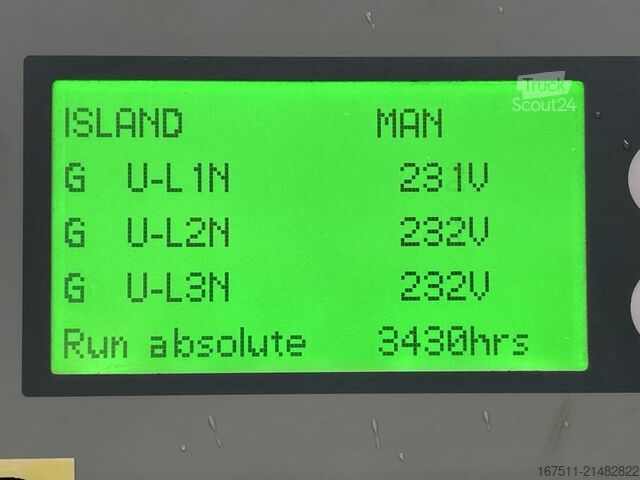 Truck
Scout24
ISLAND MAN
G U-L1N 231V
G U-L2N 232V
G U-L3N 232V
Run absolute 3430hrs
167511-21482822